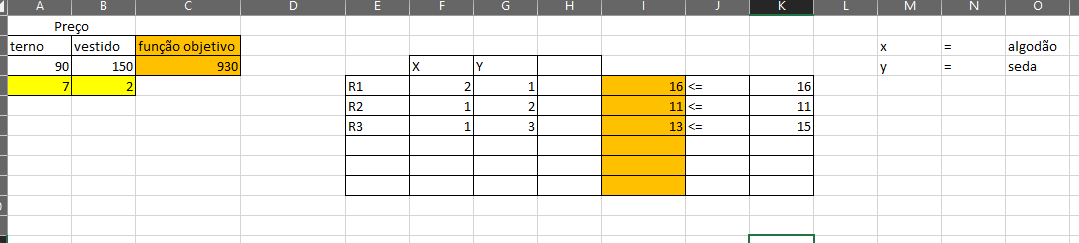 A B C D E F G H I J K L M N O
Preço
terno vestido função objetivo x = algodão
90 150 930 X Y y = seda
7 2 R1 2 1 16 <= 16
R2 1 2 11 <= 11
R3 1 3 13 <= 15